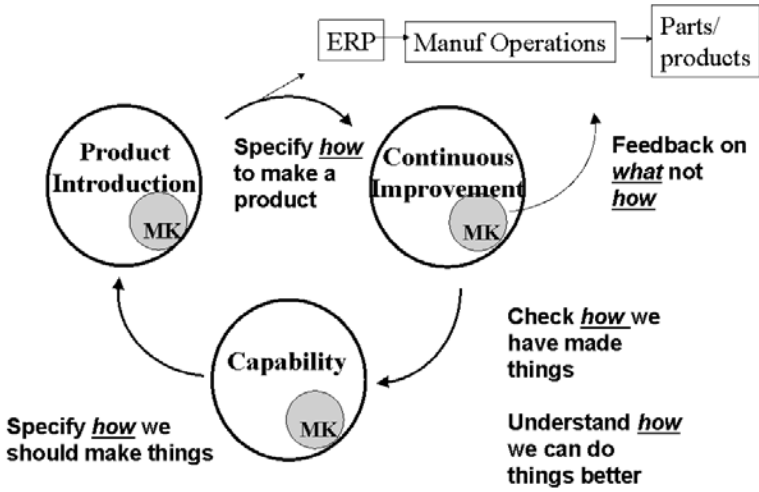 ERP
Manuf Operations
Parts/
products
Product
Introduction
MK
Specify how
to make a
product
Continuous
Improvement
MK
Feedback on
what not
how
Capability
MK
Check how we
have made
things
Specify how we
should make things
Understand how
we can do
things better